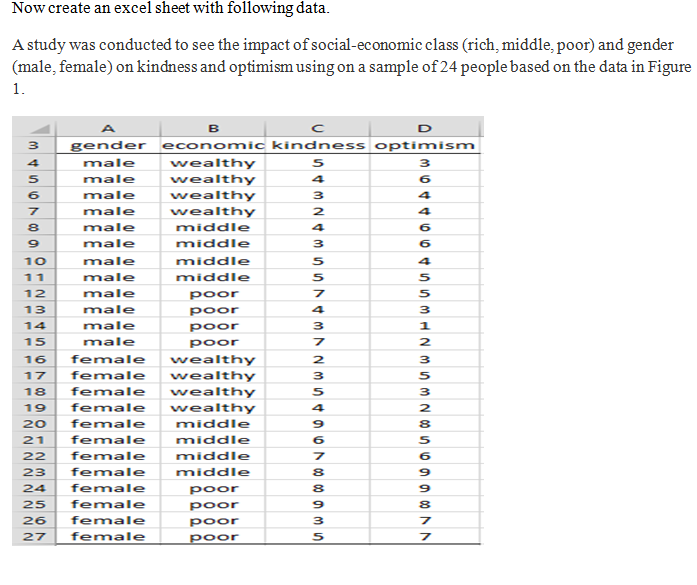 Now create an excel sheet with following data.
A study was conducted to see the impact of social-economic class (rich, middle, poor) and gender
(male, female) on kindness and optimism using on a sample of 24 people based on the data in Figure
1.
A B C D
3 gender economic kindness optimism
4 male wealthy 5 3
5 male wealthy 4 6
6 male wealthy 3 4
7 male wealthy 2 4
8 male middle 4 6
9 male middle 3 6
10 male middle 5 4
11 male middle 5 5
12 male poor 7 5
13 male poor 4 3
14 male poor 3 1
15 male poor 7 2
16 female wealthy 2 3
17 female wealthy 3 5
18 female wealthy 5 3
19 female wealthy 4 2
20 female middle 9 8
21 female middle 6 5
22 female middle 7 6
23 female middle 8 9
24 female poor 8 9
25 female poor 9 8
26 female poor 3 7
27 female poor 5 7